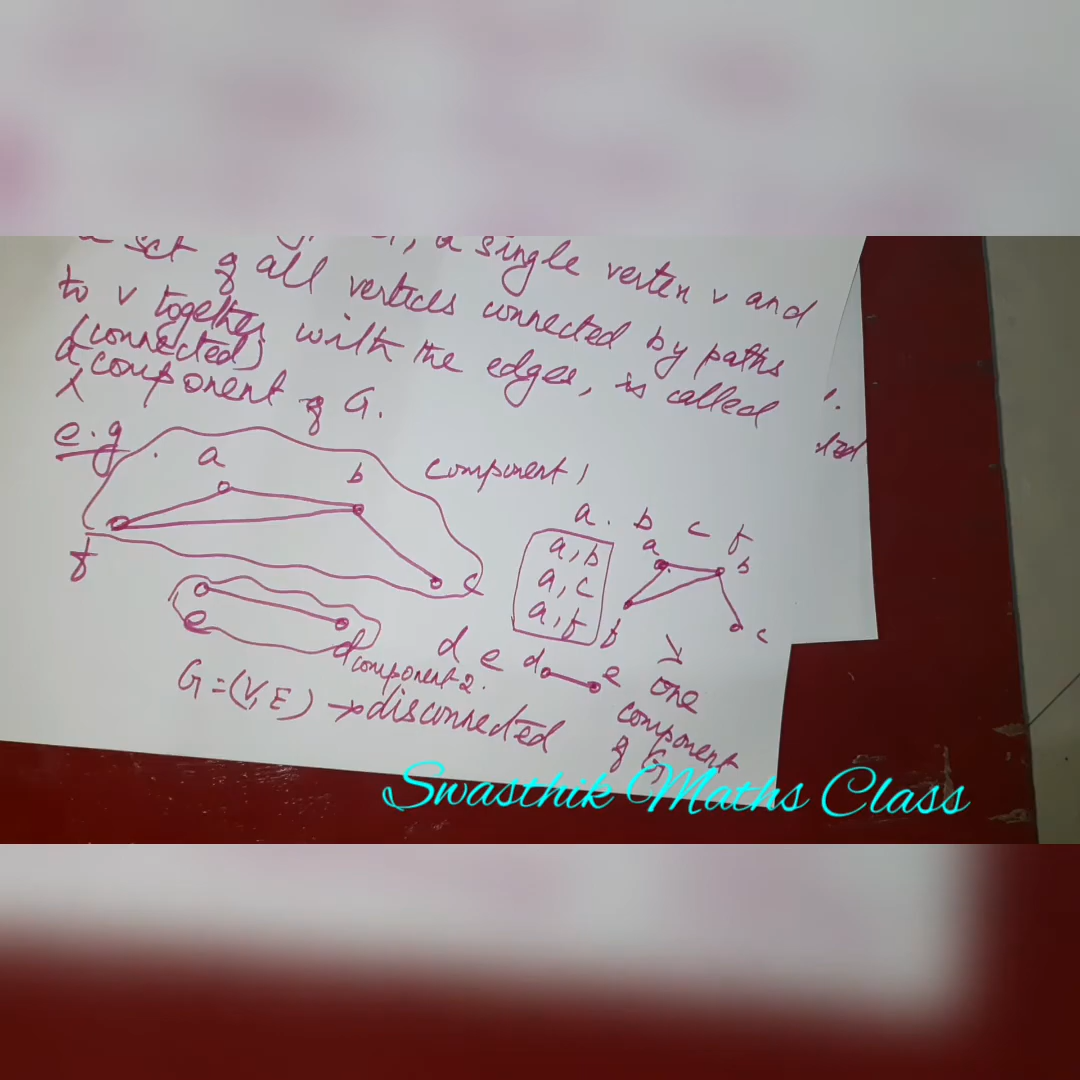 a single vertex v and
a set of all vertices connected by paths
to v together with the edges, is called
(connected)
a component of G.
e.g.
a
b
component 1
f
c
a. b c f
a, b
a, c
a, f
a
b
f
c
e
d
component 2.
d e
d
e
one
component
of G
G = (V, E) → disconnected
Swasthik Maths Class